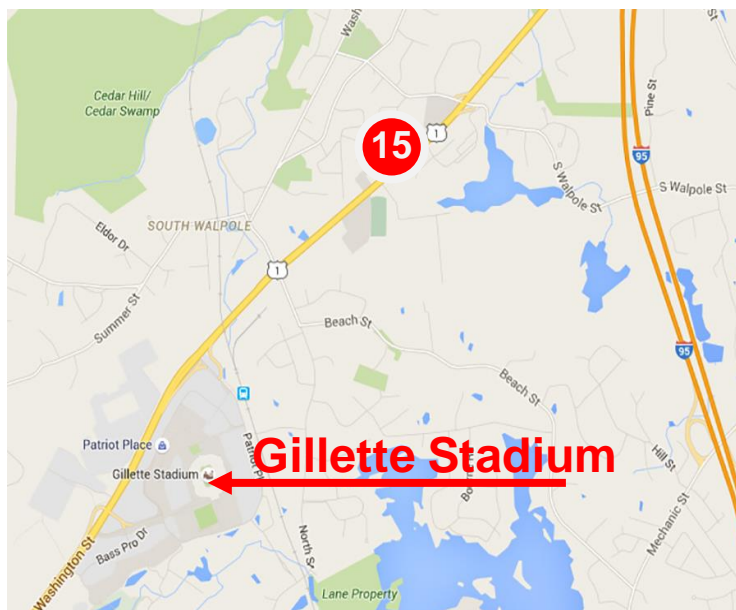 Wash
Cedar Hill/
Cedar Swamp
Pine St
15
1
95
S Walpole St
S Walpole St
SOUTH WALPOLE
Eldor Dr
1
Summer St
Beach St
95
Beach St
Patriot Place
Gillette Stadium
Gillette Stadium
Patriot Pl
Hill St
Mechanic St
Bass Pro Dr
North St
Washington St
Lane Property